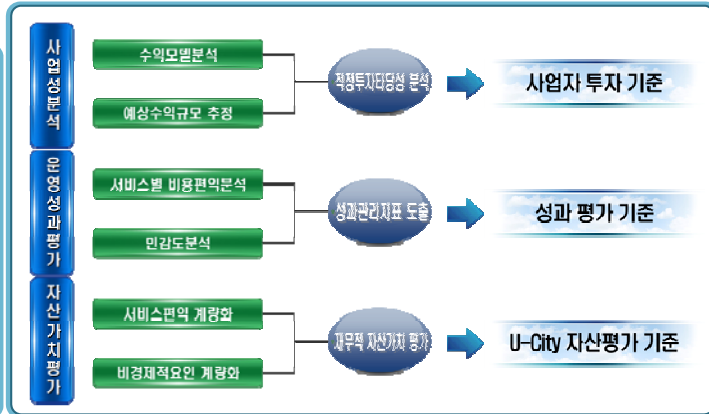 사업성분석
수익모델분석
예상수익규모 추정
적정투자타당성 분석
사업자 투자 기준
운영성과평가
서비스별 비용편익분석
민감도분석
성과관리지표 도출
성과 평가 기준
자산가치평가
서비스편익 계량화
비경제적요인 계량화
재무적 자산가치 평가
U-City 자산평가 기준